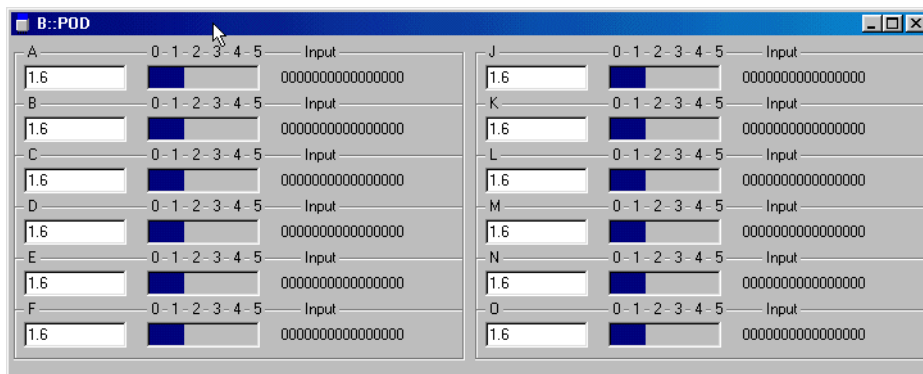 B::POD
A 0 - 1 - 2 - 3 - 4 - 5 Input J 0 - 1 - 2 - 3 - 4 - 5 Input
1.6 0000000000000000 1.6 0000000000000000
B 0 - 1 - 2 - 3 - 4 - 5 Input K 0 - 1 - 2 - 3 - 4 - 5 Input
1.6 0000000000000000 1.6 0000000000000000
C 0 - 1 - 2 - 3 - 4 - 5 Input L 0 - 1 - 2 - 3 - 4 - 5 Input
1.6 0000000000000000 1.6 0000000000000000
D 0 - 1 - 2 - 3 - 4 - 5 Input M 0 - 1 - 2 - 3 - 4 - 5 Input
1.6 0000000000000000 1.6 0000000000000000
E 0 - 1 - 2 - 3 - 4 - 5 Input N 0 - 1 - 2 - 3 - 4 - 5 Input
1.6 0000000000000000 1.6 0000000000000000
F 0 - 1 - 2 - 3 - 4 - 5 Input O 0 - 1 - 2 - 3 - 4 - 5 Input
1.6 0000000000000000 1.6 0000000000000000